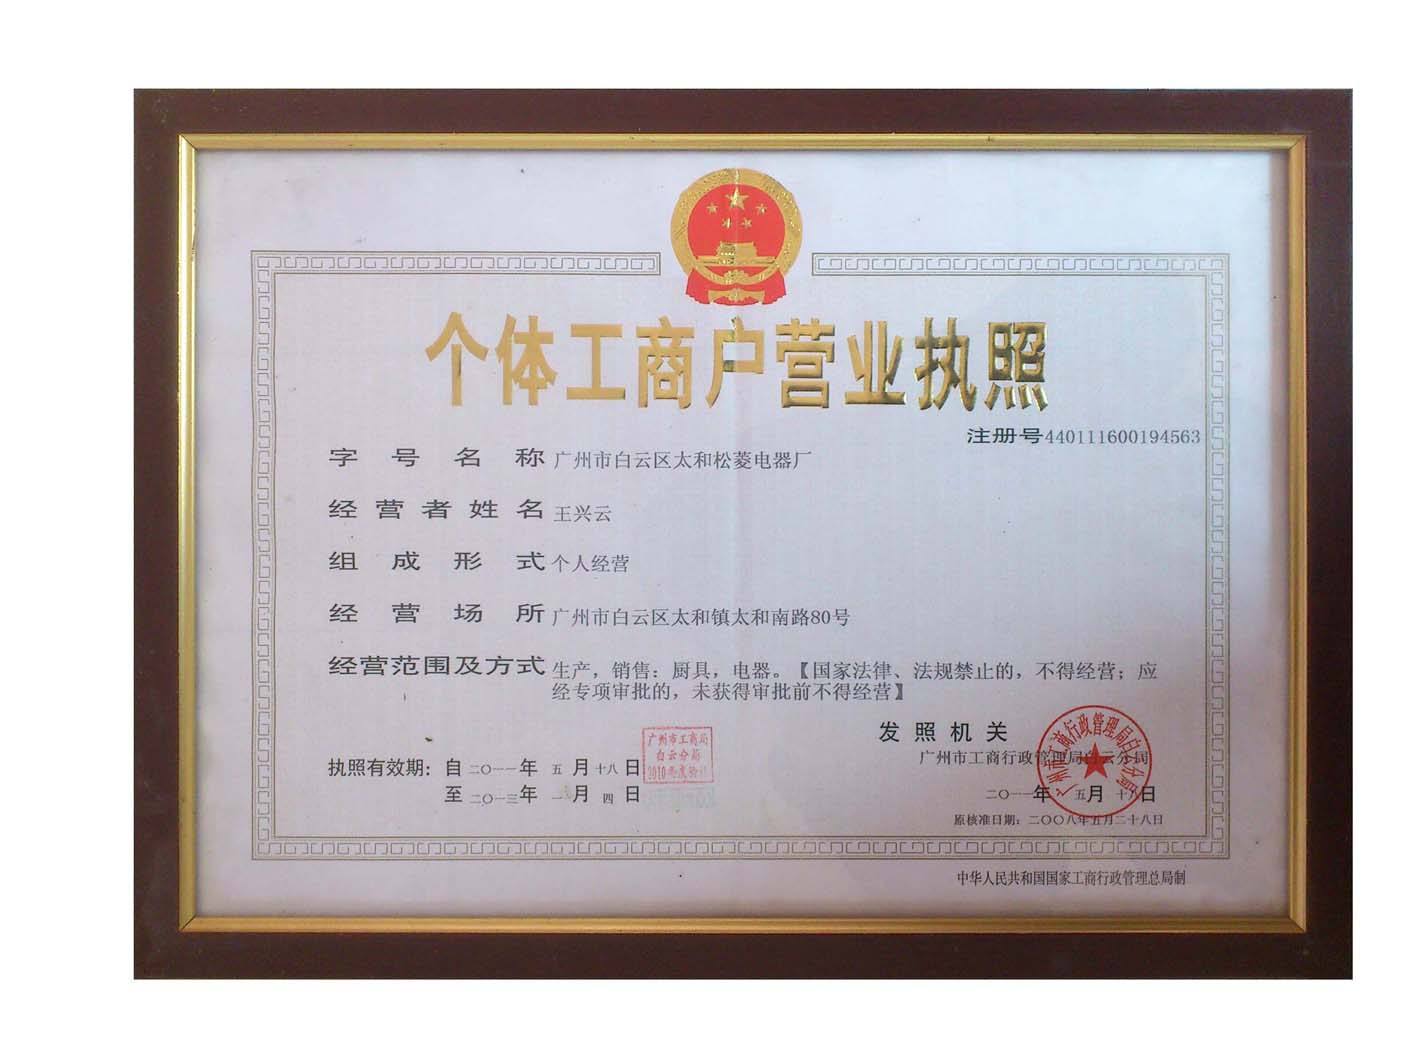 个体工商户营业执照
注册号440111600194563
字号名称 广州市白云区太和松菱电器厂
经营者姓名 王兴云
组成形式 个人经营
经营场所 广州市白云区太和镇太和南路80号
经营范围及方式 生产，销售：厨具，电器。【国家法律、法规禁止的，不得经营；应
经专项审批的，未获得审批前不得经营】
发照机关
广州市工商行政管理局白云分局
广州市工商行政管理局白云分局
广州市工商局
白云分局
2010年度验讫
执照有效期：自二〇一一年五月十八日
至二〇一三年一月四日
二〇一一年五月十八日
原核准日期：二〇〇八年五月二十八日
中华人民共和国国家工商行政管理总局制